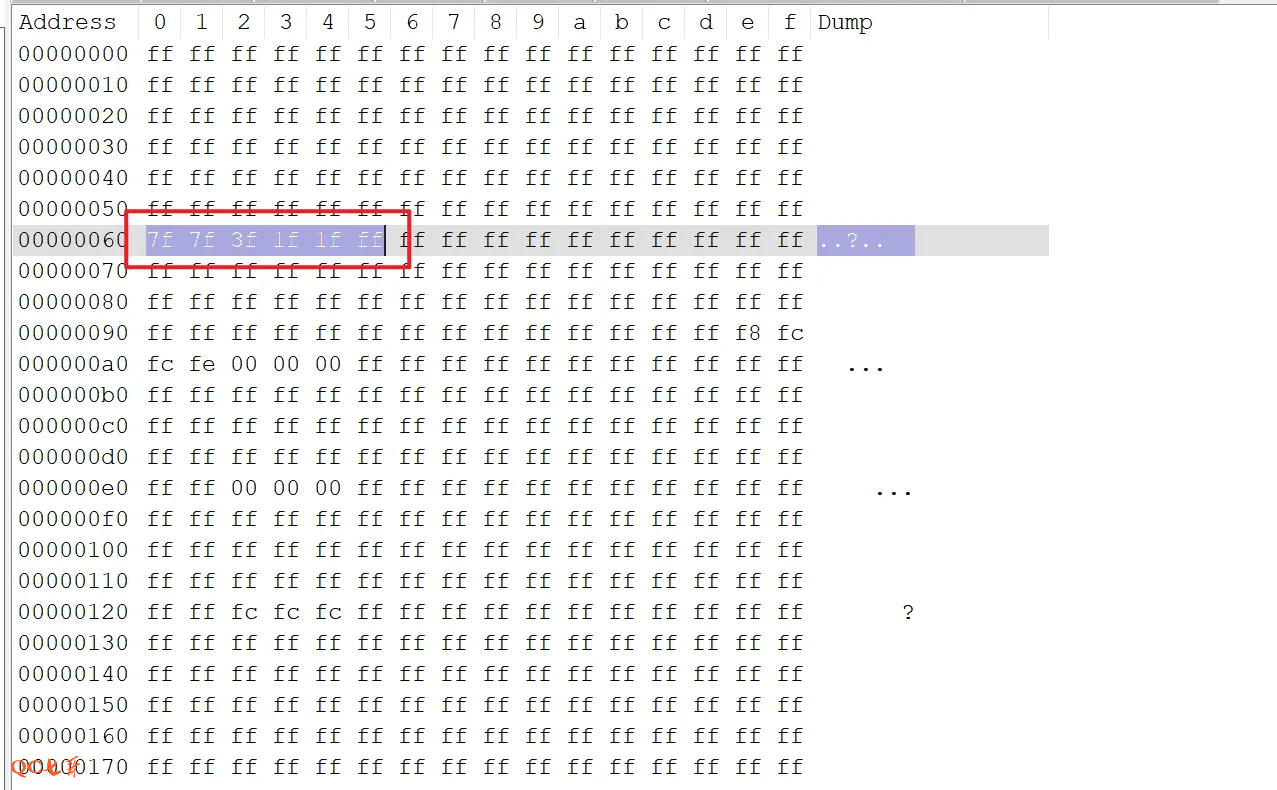 Address 0 1 2 3 4 5 6 7 8 9 a b c d e f Dump
00000000 ff ff ff ff ff ff ff ff ff ff ff ff ff ff ff ff
00000010 ff ff ff ff ff ff ff ff ff ff ff ff ff ff ff ff
00000020 ff ff ff ff ff ff ff ff ff ff ff ff ff ff ff ff
00000030 ff ff ff ff ff ff ff ff ff ff ff ff ff ff ff ff
00000040 ff ff ff ff ff ff ff ff ff ff ff ff ff ff ff ff
00000050 ff ff ff ff ff ff ff ff ff ff ff ff ff ff ff ff
00000060 7f 7f 3f 1f 1f ff ff ff ff ff ff ff ff ff ff ff ..?..
00000070 ff ff ff ff ff ff ff ff ff ff ff ff ff ff ff ff
00000080 ff ff ff ff ff ff ff ff ff ff ff ff ff ff ff ff
00000090 ff ff ff ff ff ff ff ff ff ff ff ff ff ff f8 fc
000000a0 fc fe 00 00 00 ff ff ff ff ff ff ff ff ff ff ff ...
000000b0 ff ff ff ff ff ff ff ff ff ff ff ff ff ff ff ff
000000c0 ff ff ff ff ff ff ff ff ff ff ff ff ff ff ff ff
000000d0 ff ff ff ff ff ff ff ff ff ff ff ff ff ff ff ff
000000e0 ff ff 00 00 00 ff ff ff ff ff ff ff ff ff ff ff ...
000000f0 ff ff ff ff ff ff ff ff ff ff ff ff ff ff ff ff
00000100 ff ff ff ff ff ff ff ff ff ff ff ff ff ff ff ff
00000110 ff ff ff ff ff ff ff ff ff ff ff ff ff ff ff ff
00000120 ff ff fc fc fc ff ff ff ff ff ff ff ff ff ff ff ?
00000130 ff ff ff ff ff ff ff ff ff ff ff ff ff ff ff ff
00000140 ff ff ff ff ff ff ff ff ff ff ff ff ff ff ff ff
00000150 ff ff ff ff ff ff ff ff ff ff ff ff ff ff ff ff
00000160 ff ff ff ff ff ff ff ff ff ff ff ff ff ff ff ff
00000170 ff ff ff ff ff ff ff ff ff ff ff ff ff ff ff ff